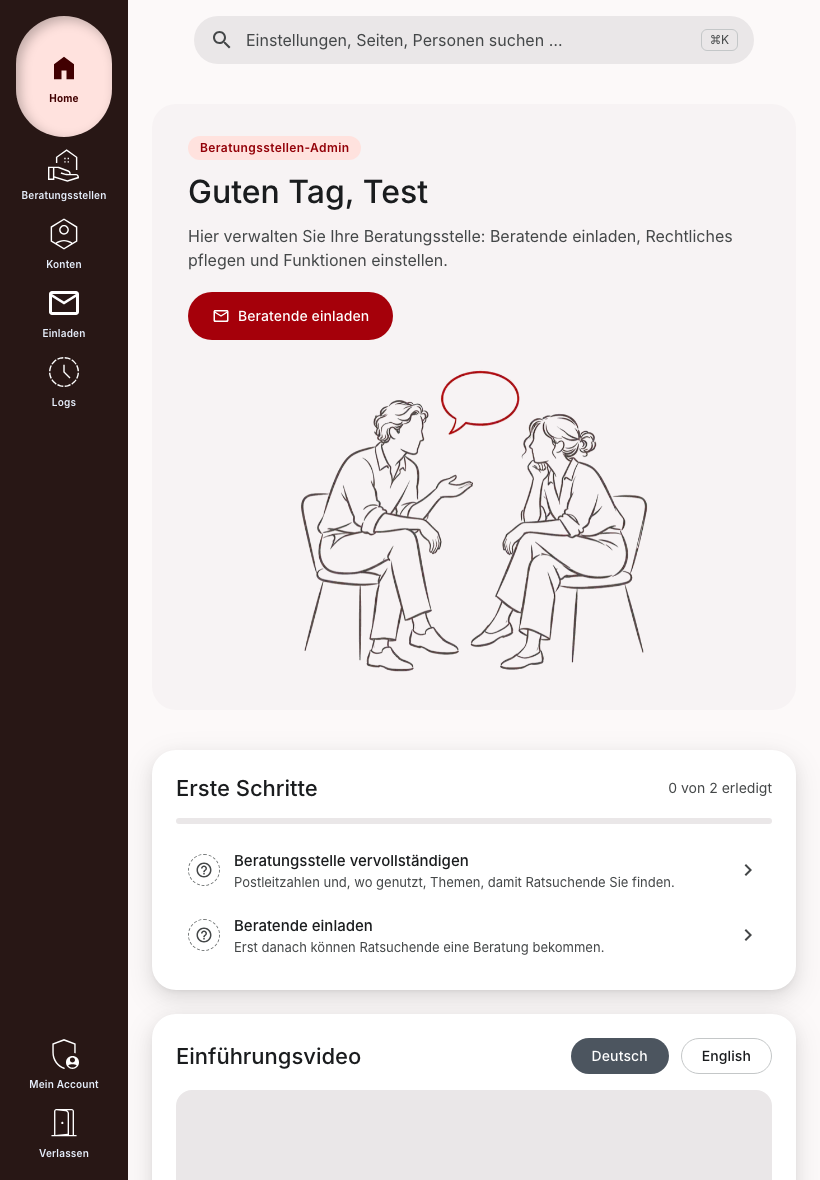 Home
Beratungsstellen
Konten
Einladen
Logs
Mein Account
Verlassen
Einstellungen, Seiten, Personen suchen ...
⌘K
Beratungsstellen-Admin
Guten Tag, Test
Hier verwalten Sie Ihre Beratungsstelle: Beratende einladen, Rechtliches
pflegen und Funktionen einstellen.
Beratende einladen
Erste Schritte
0 von 2 erledigt
Beratungsstelle vervollständigen
Postleitzahlen und, wo genutzt, Themen, damit Ratsuchende Sie finden.
Beratende einladen
Erst danach können Ratsuchende eine Beratung bekommen.
Einführungsvideo
Deutsch
English